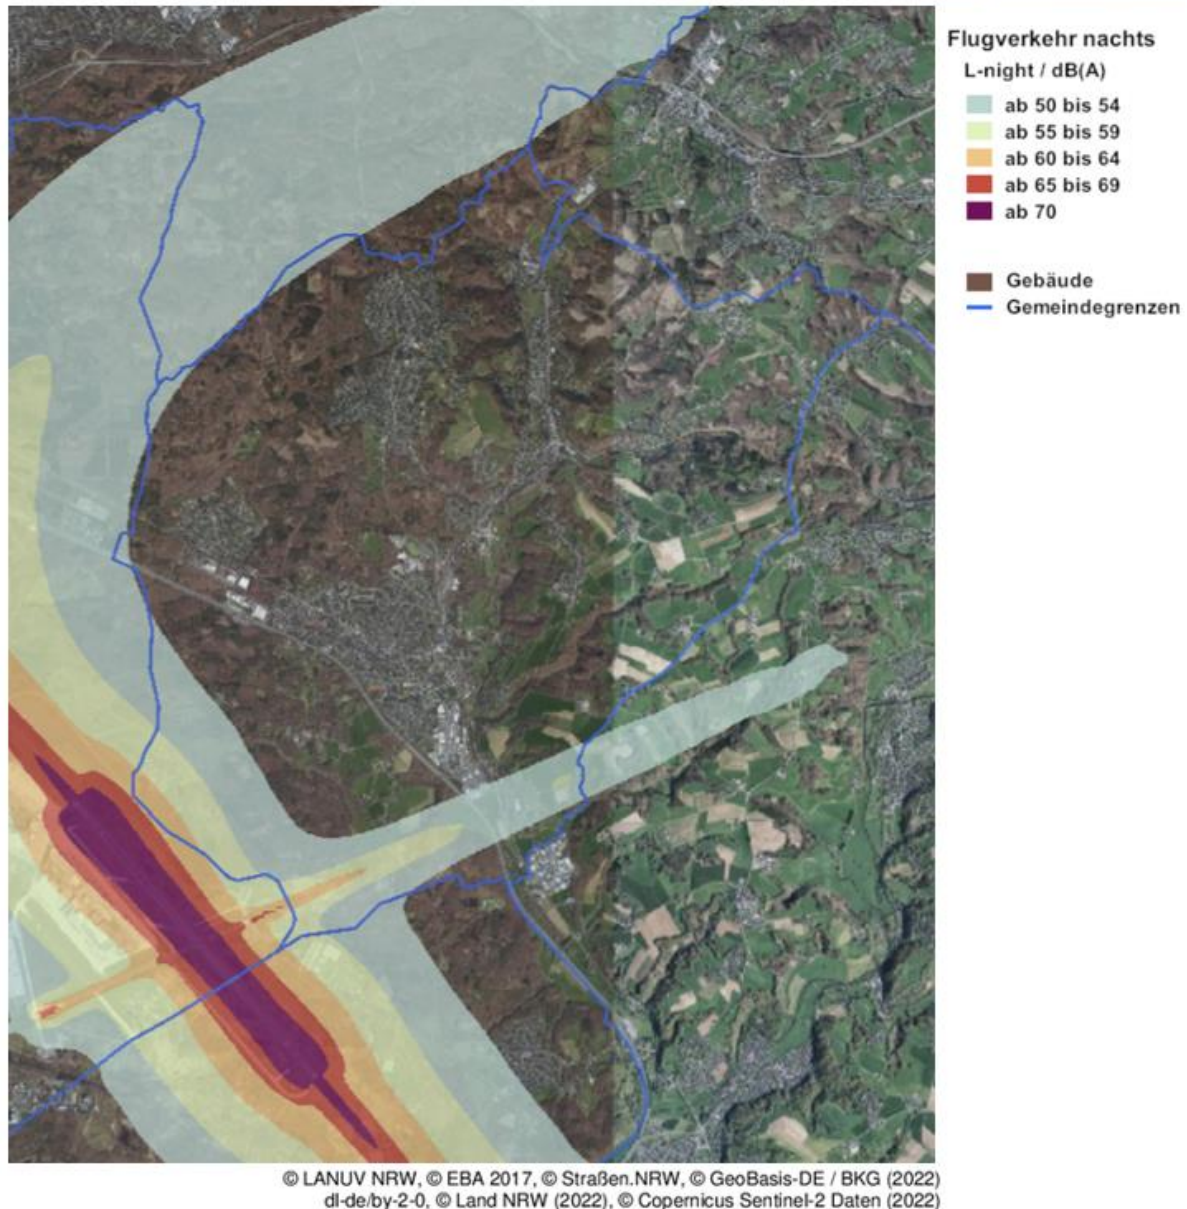 Flugverkehr nachts
L-night / dB(A)
ab 50 bis 54
ab 55 bis 59
ab 60 bis 64
ab 65 bis 69
ab 70
Gebäude
Gemeindegrenzen
© LANUV NRW, © EBA 2017, © Straßen.NRW, © GeoBasis-DE / BKG (2022)
dl-de/by-2-0, © Land NRW (2022), © Copernicus Sentinel-2 Daten (2022)